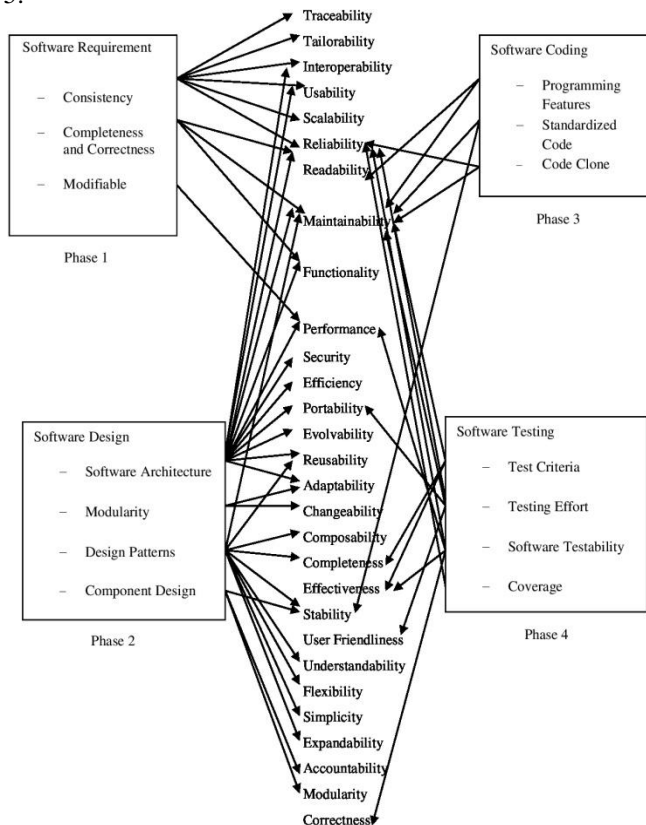 3.
Traceability
Tailorability
Interoperability
Usability
Scalability
Reliability
Readability
Maintainability
Functionality
Performance
Security
Efficiency
Portability
Evolvability
Reusability
Adaptability
Changeability
Composability
Completeness
Effectiveness
Stability
User Friendliness
Understandability
Flexibility
Simplicity
Expandability
Accountability
Modularity
Correctness
Software Requirement
– Consistency
– Completeness
and Correctness
– Modifiable
Phase 1
Software Design
– Software Architecture
– Modularity
– Design Patterns
– Component Design
Phase 2
Software Coding
– Programming
Features
– Standardized
Code
– Code Clone
Phase 3
Software Testing
– Test Criteria
– Testing Effort
– Software Testability
– Coverage
Phase 4